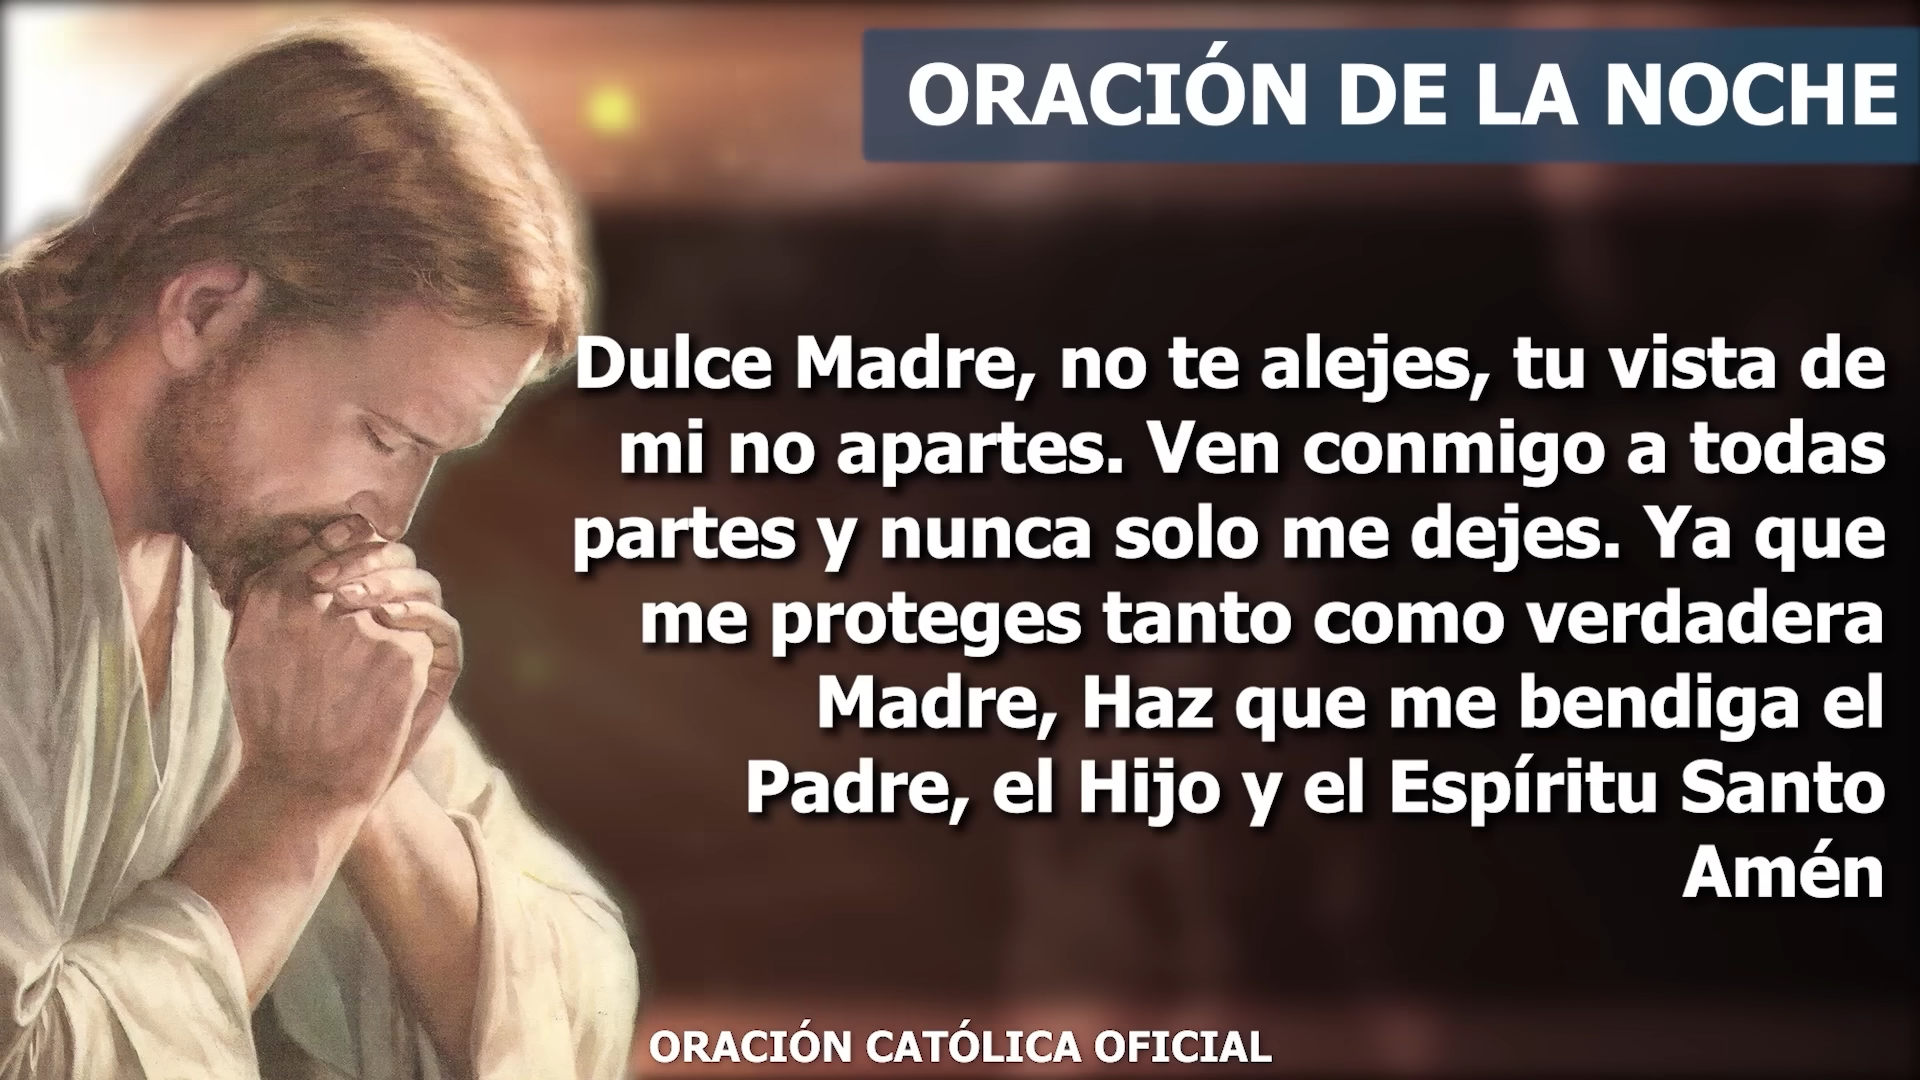 ORACIÓN DE LA NOCHE
Dulce Madre, no te alejes, tu vista de
mi no apartes. Ven conmigo a todas
partes y nunca solo me dejes. Ya que
me proteges tanto como verdadera
Madre, Haz que me bendiga el
Padre, el Hijo y el Espíritu Santo
Amén
ORACIÓN CATÓLICA OFICIAL